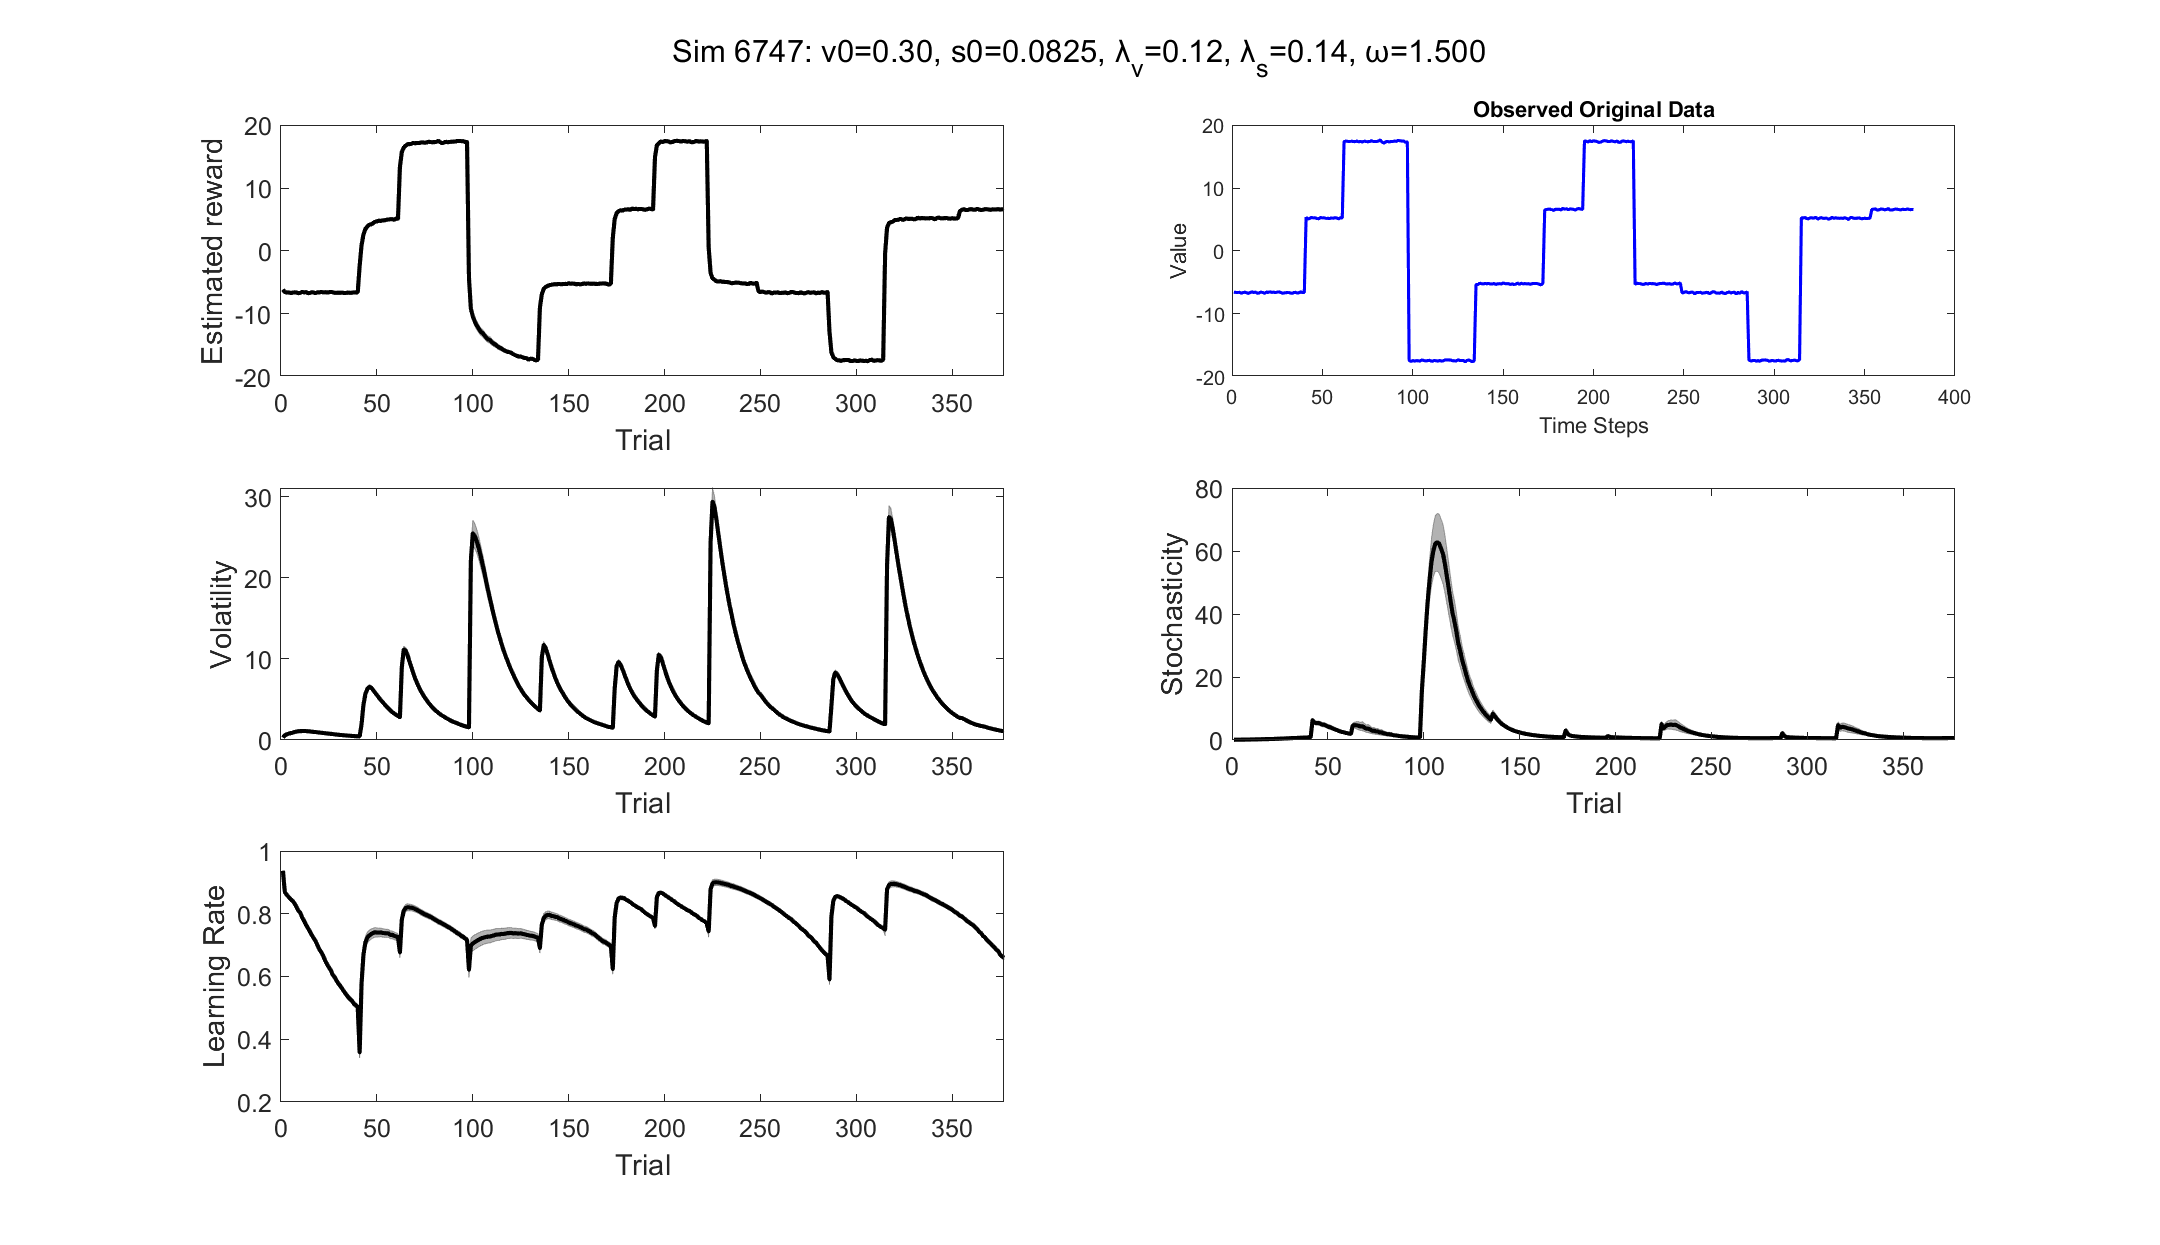 Sim 6747: v0=0.30, s0=0.0825, λ_v=0.12, λ_s=0.14, ω=1.500
20
10
0
-10
-20
Estimated reward
0 50 100 150 200 250 300 350
Trial
Observed Original Data
20
10
0
-10
-20
Value
0 50 100 150 200 250 300 350 400
Time Steps
30
20
10
0
Volatility
0 50 100 150 200 250 300 350
Trial
80
60
40
20
0
Stochasticity
0 50 100 150 200 250 300 350
Trial
1
0.8
0.6
0.4
0.2
Learning Rate
0 50 100 150 200 250 300 350
Trial